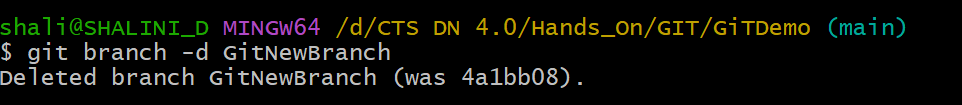 shali@SHALINI_D MINGW64 /d/CTS DN 4.0/Hands_On/GIT/GiTDemo (main)
$ git branch -d GitNewBranch
Deleted branch GitNewBranch (was 4a1bb08).